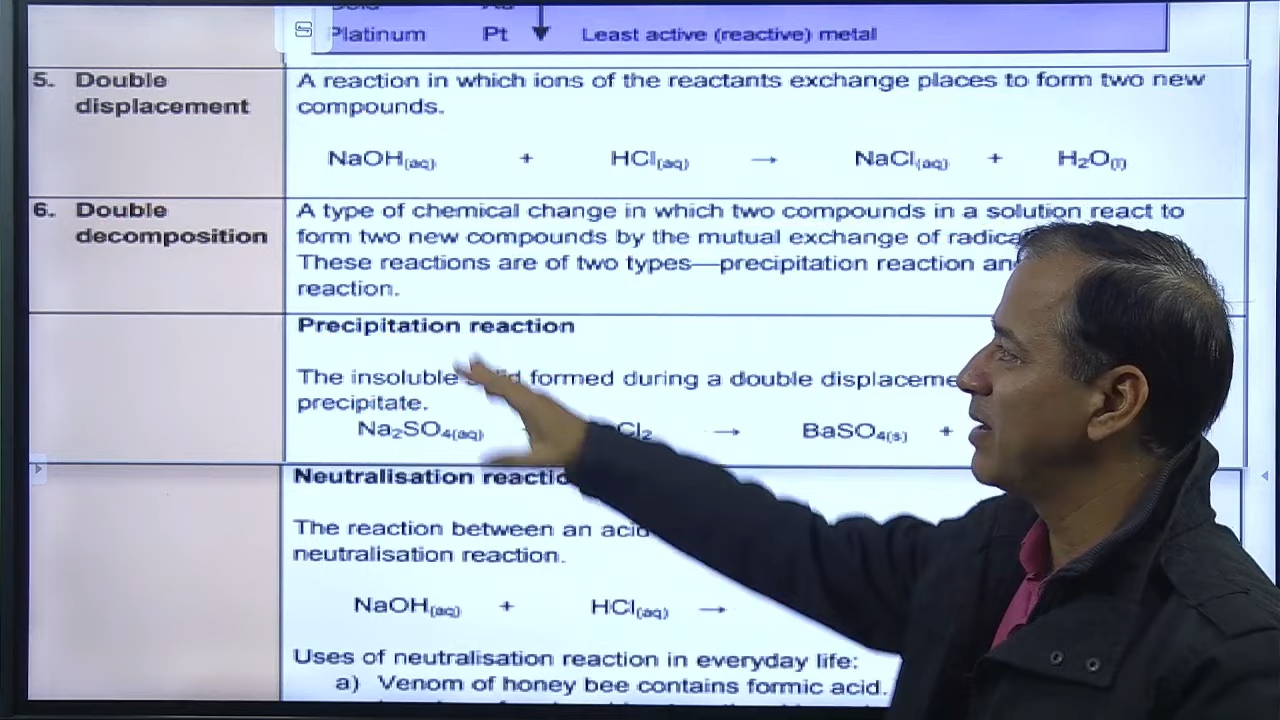 Platinum Pt Least active (reactive) metal
5. Double displacement
A reaction in which ions of the reactants exchange places to form two new
compounds.
NaOH(aq) + HCl(aq) → NaCl(aq) + H₂O(l)
6. Double decomposition
A type of chemical change in which two compounds in a solution react to
form two new compounds by the mutual exchange of
These reactions are of two types—precipitation reaction
reaction.
Precipitation reaction
The insoluble formed during a double
precipitate.
Na₂SO₄(aq) Cl₂ → BaSO₄(s) +
Neutralisation
The reaction between an acid
neutralisation reaction.
NaOH(aq) + HCl(aq) →
Uses of neutralisation reaction in everyday life:
a) Venom of honey bee contains formic acid.